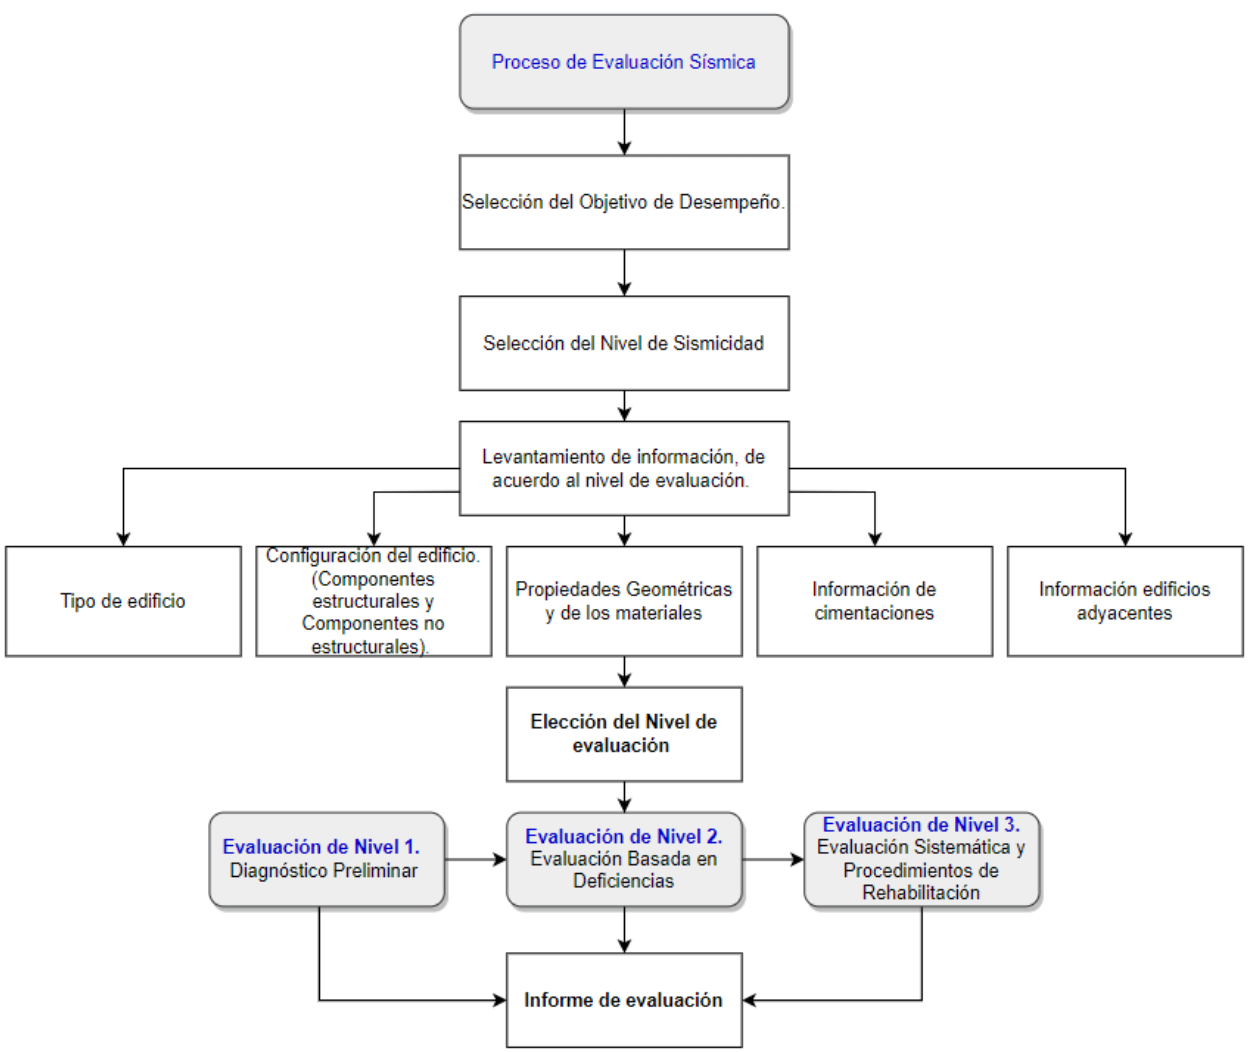 Proceso de Evaluación Sísmica
Selección del Objetivo de Desempeño.
Selección del Nivel de Sismicidad
Levantamiento de información, de
acuerdo al nivel de evaluación.
Tipo de edificio
Configuración del edificio.
(Componentes
estructurales y
Componentes no
estructurales).
Propiedades Geométricas
y de los materiales
Información de
cimentaciones
Información edificios
adyacentes
Elección del Nivel de
evaluación
Evaluación de Nivel 1.
Diagnóstico Preliminar
Evaluación de Nivel 2.
Evaluación Basada en
Deficiencias
Evaluación de Nivel 3.
Evaluación Sistemática y
Procedimientos de
Rehabilitación
Informe de evaluación